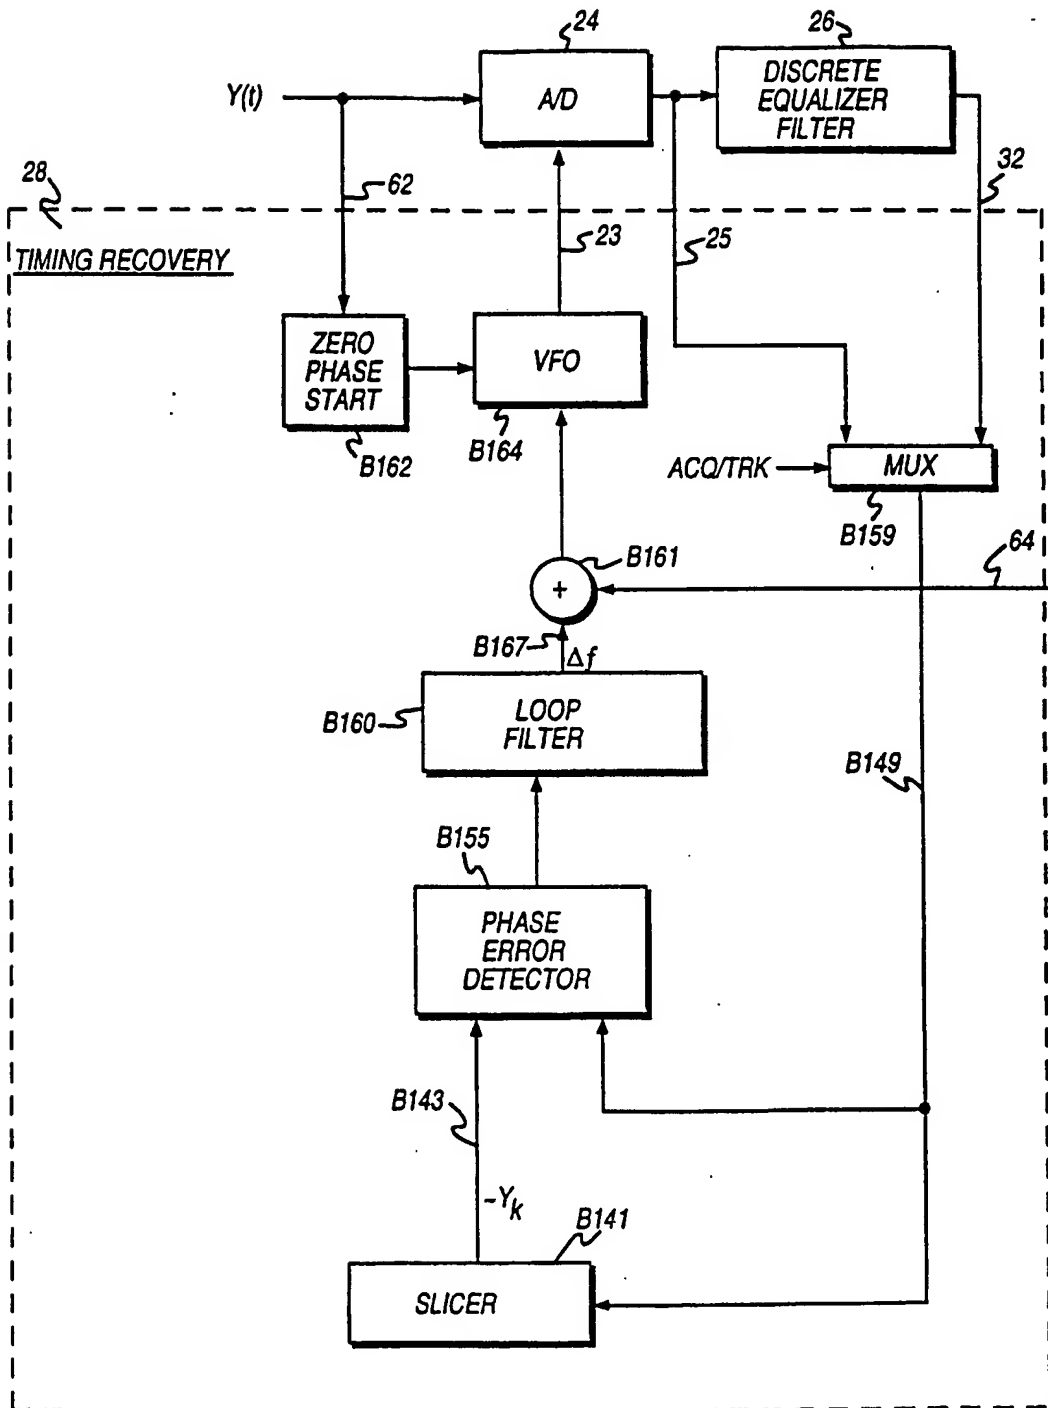 24
26
Y(t)
A/D
DISCRETE
EQUALIZER
FILTER
28
62
32
TIMING RECOVERY
23
25
ZERO
PHASE
START
VFO
B162
B164
ACQ/TRK
MUX
B159
64
B161
+
B167
Δf
B160
LOOP
FILTER
B149
B155
PHASE
ERROR
DETECTOR
B143
~Yk
B141
SLICER